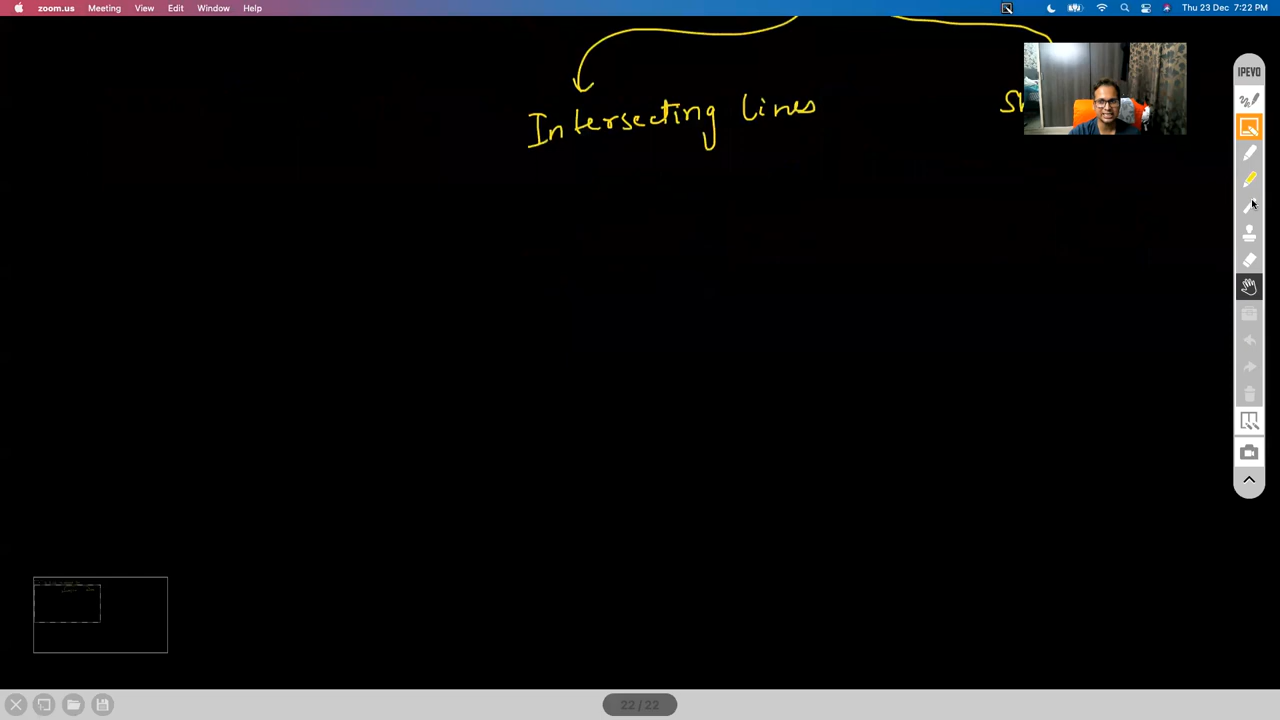 zoom.us Meeting View Edit Window Help Thu 23 Dec 7:22 PM
IPEVO
Intersecting lines
22 / 22